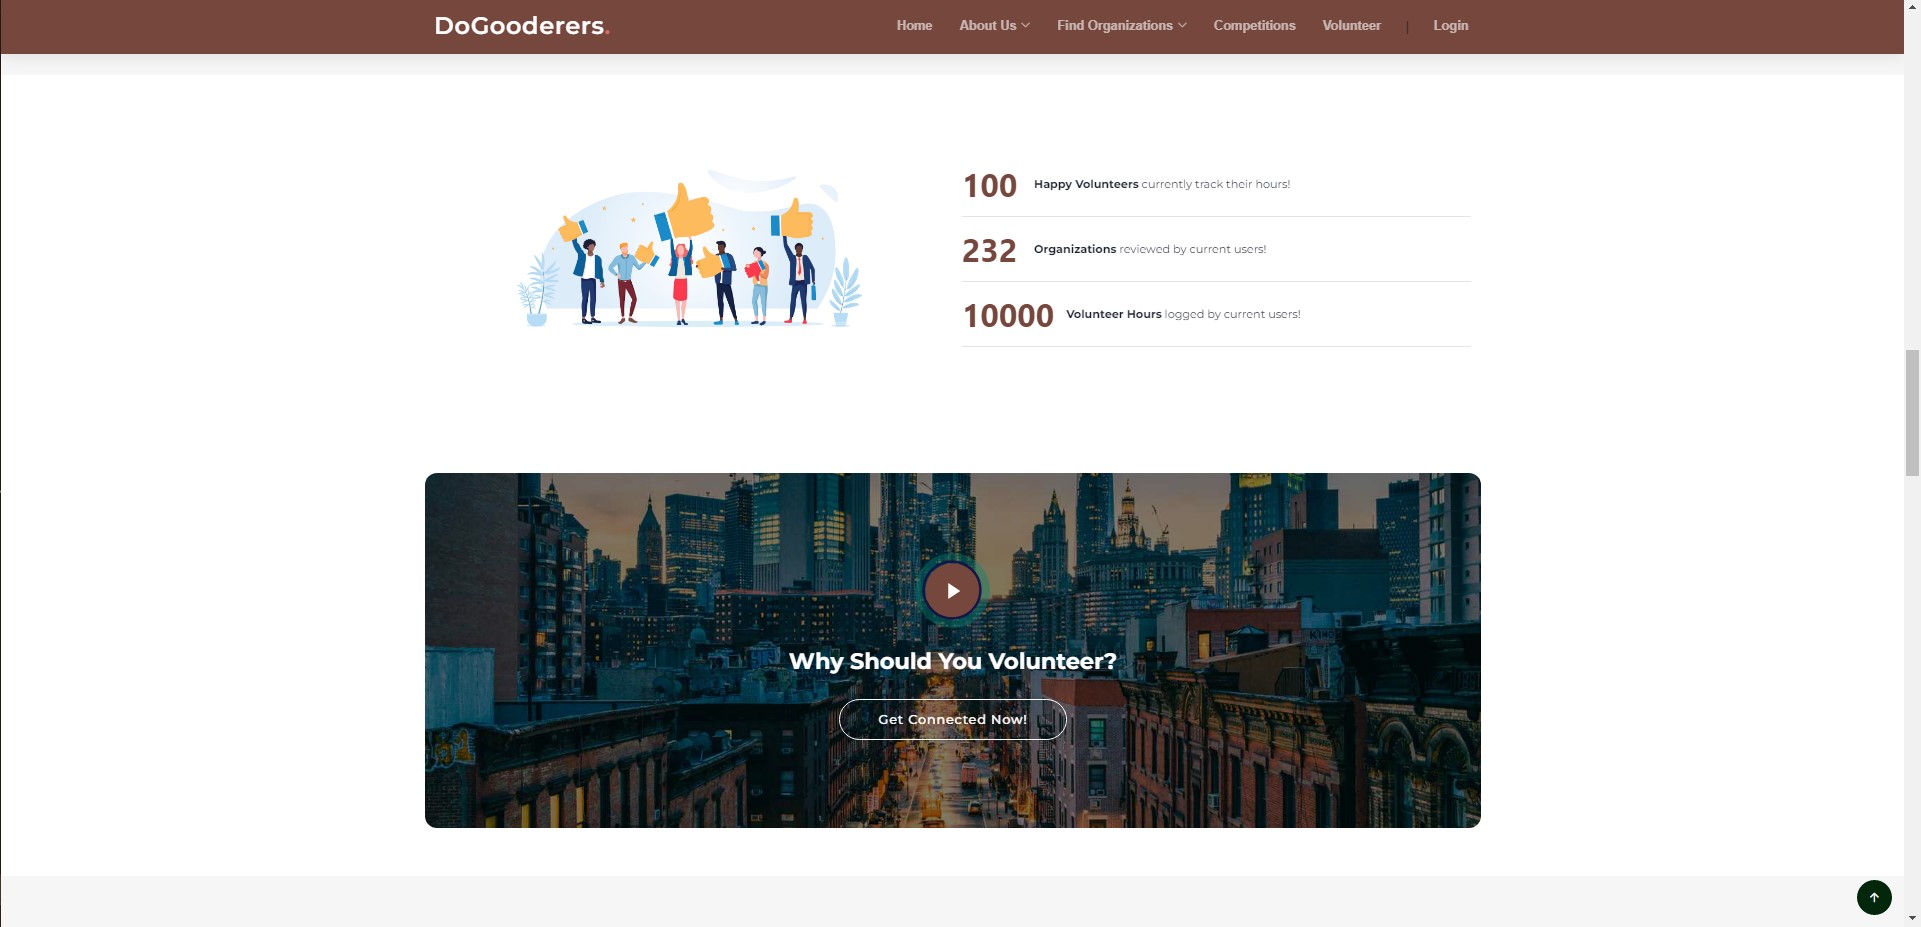 DoGooderers.
Home About Us Find Organizations Competitions Volunteer | Login
100 Happy Volunteers currently track their hours!
232 Organizations reviewed by current users!
10000 Volunteer Hours logged by current users!
Why Should You Volunteer?
Get Connected Now!